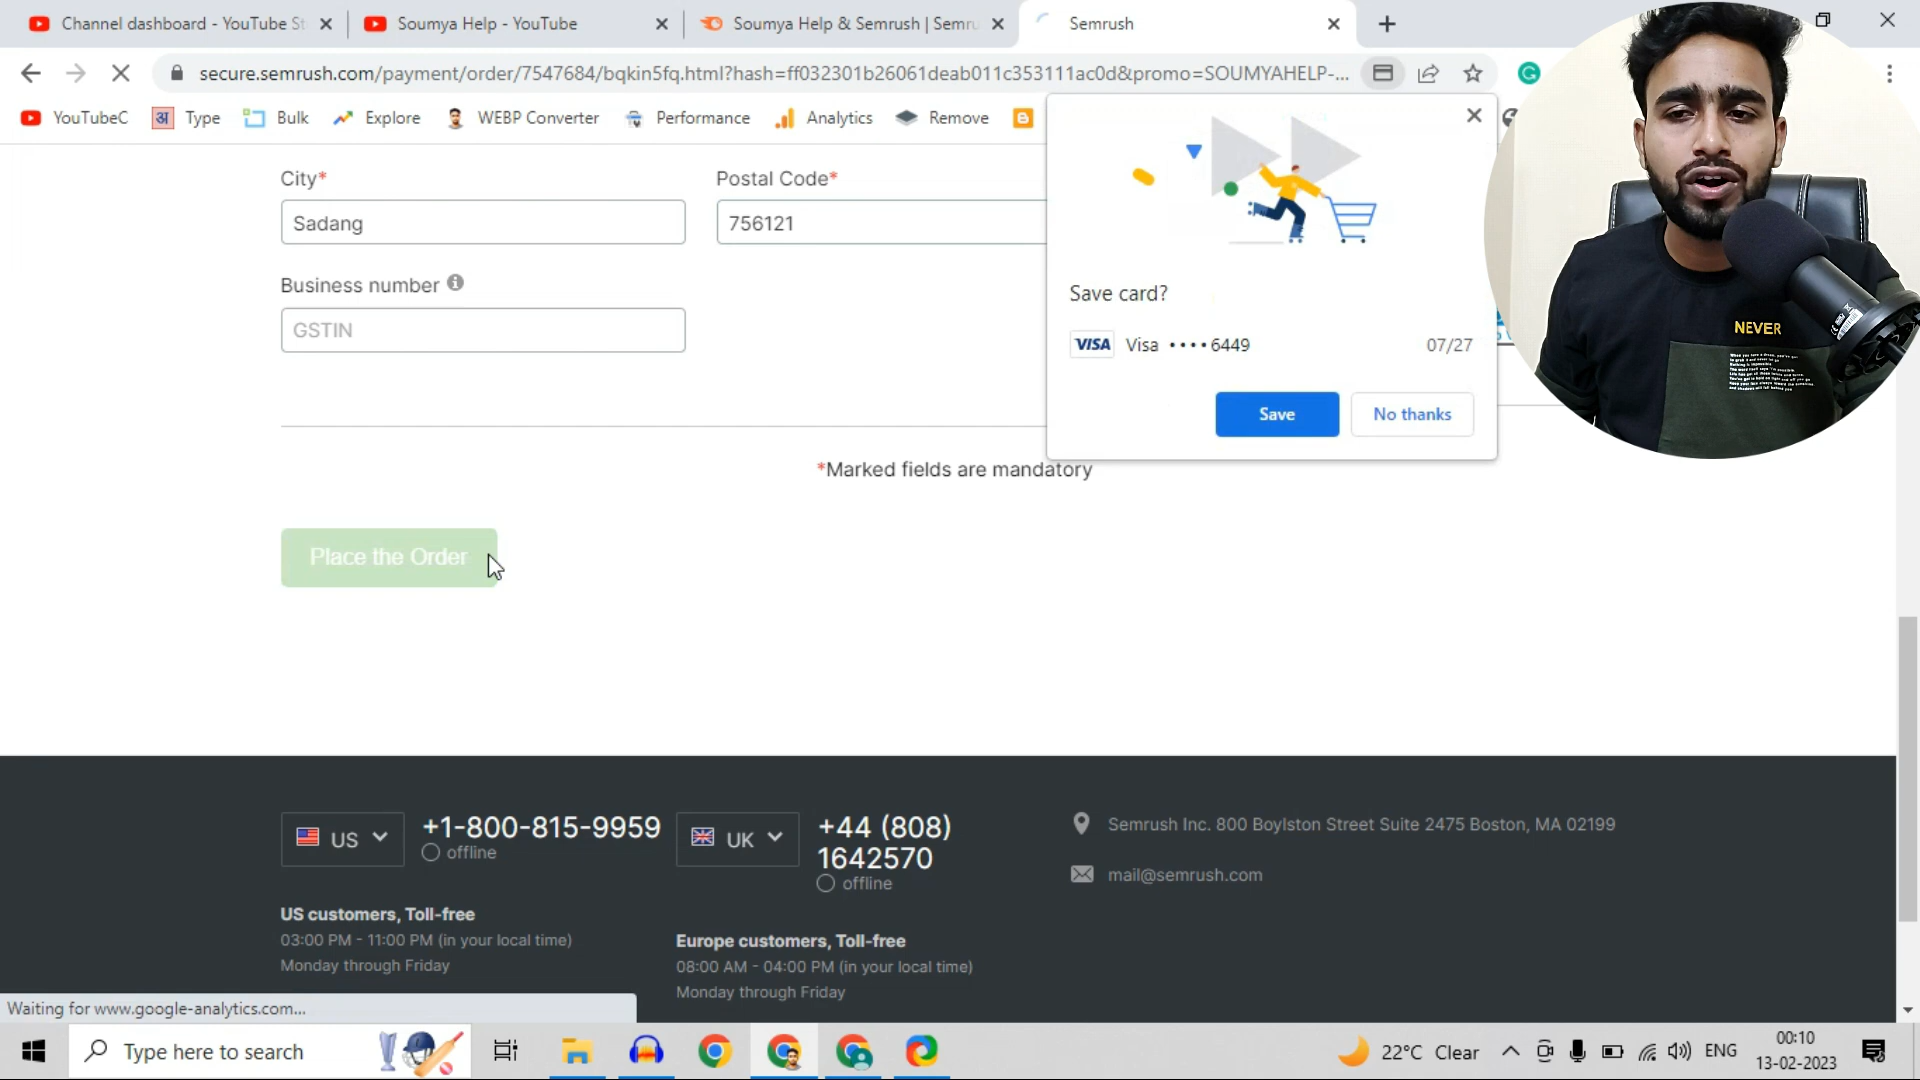 Channel dashboard - YouTube St
Soumya Help - YouTube
Soumya Help & Semrush | Semru
Semrush
secure.semrush.com/payment/order/7547684/bqkin5fq.html?hash=ff032301b26061deab011c353111ac0d&promo=SOUMYAHELP-...
YouTubeC
अ Type
Bulk
Explore
WEBP Converter
Performance
Analytics
Remove
City*
Postal Code*
Sadang
756121
Business number
GSTIN
Save card?
VISA Visa •••• 6449 07/27
Save
No thanks
NEVER
*Marked fields are mandatory
Place the Order
US
+1-800-815-9959
offline
US customers, Toll-free
03:00 PM - 11:00 PM (in your local time)
Monday through Friday
UK
+44 (808)
1642570
offline
Europe customers, Toll-free
08:00 AM - 04:00 PM (in your local time)
Monday through Friday
Semrush Inc. 800 Boylston Street Suite 2475 Boston, MA 02199
mail@semrush.com
Waiting for www.google-analytics.com...
Type here to search
22°C Clear
ENG
00:10
13-02-2023